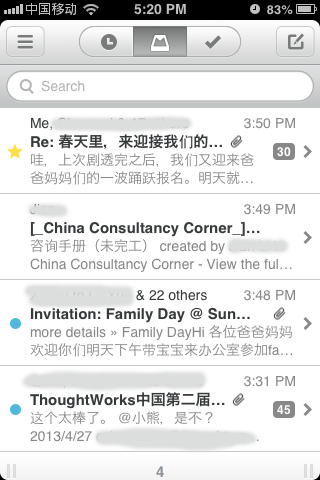 中国移动 5:20 PM 83%
Search
Me, 3:50 PM
Re: 春天里，来迎接我们的...
哇，上次剧透完之后，我们又迎来爸 30
爸妈妈们的一波踊跃报名。明天就...
3:49 PM
[_China Consultancy Corner_]...
咨询手册（未完工） created by
China Consultancy Corner - View the ful...
& 22 others 3:48 PM
Invitation: Family Day @ Sun...
more details » Family DayHi 各位爸爸妈妈
欢迎你们明天下午带宝宝来办公室参加fa...
3:31 PM
ThoughtWorks中国第二届...
这个太棒了。 @小熊，是不？ 45
2013/4/27
4